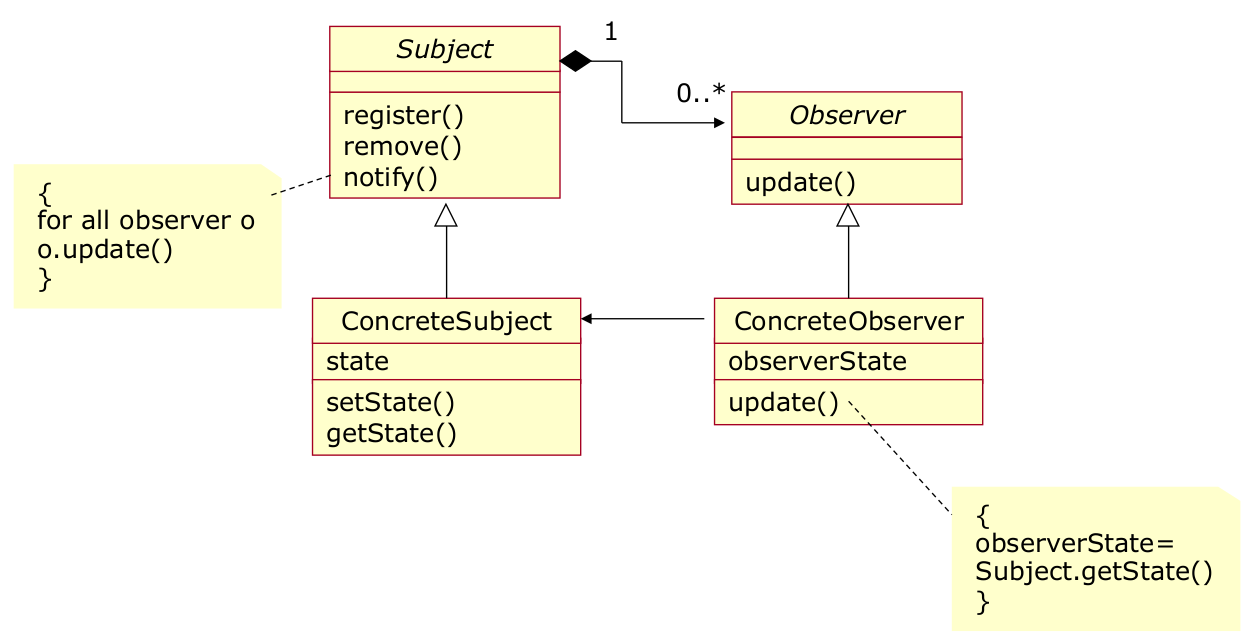 Subject
1
register()
remove()
notify()
0..*
Observer
update()
{
for all observer o
o.update()
}
ConcreteSubject
state
setState()
getState()
ConcreteObserver
observerState
update()
{
observerState=
Subject.getState()
}